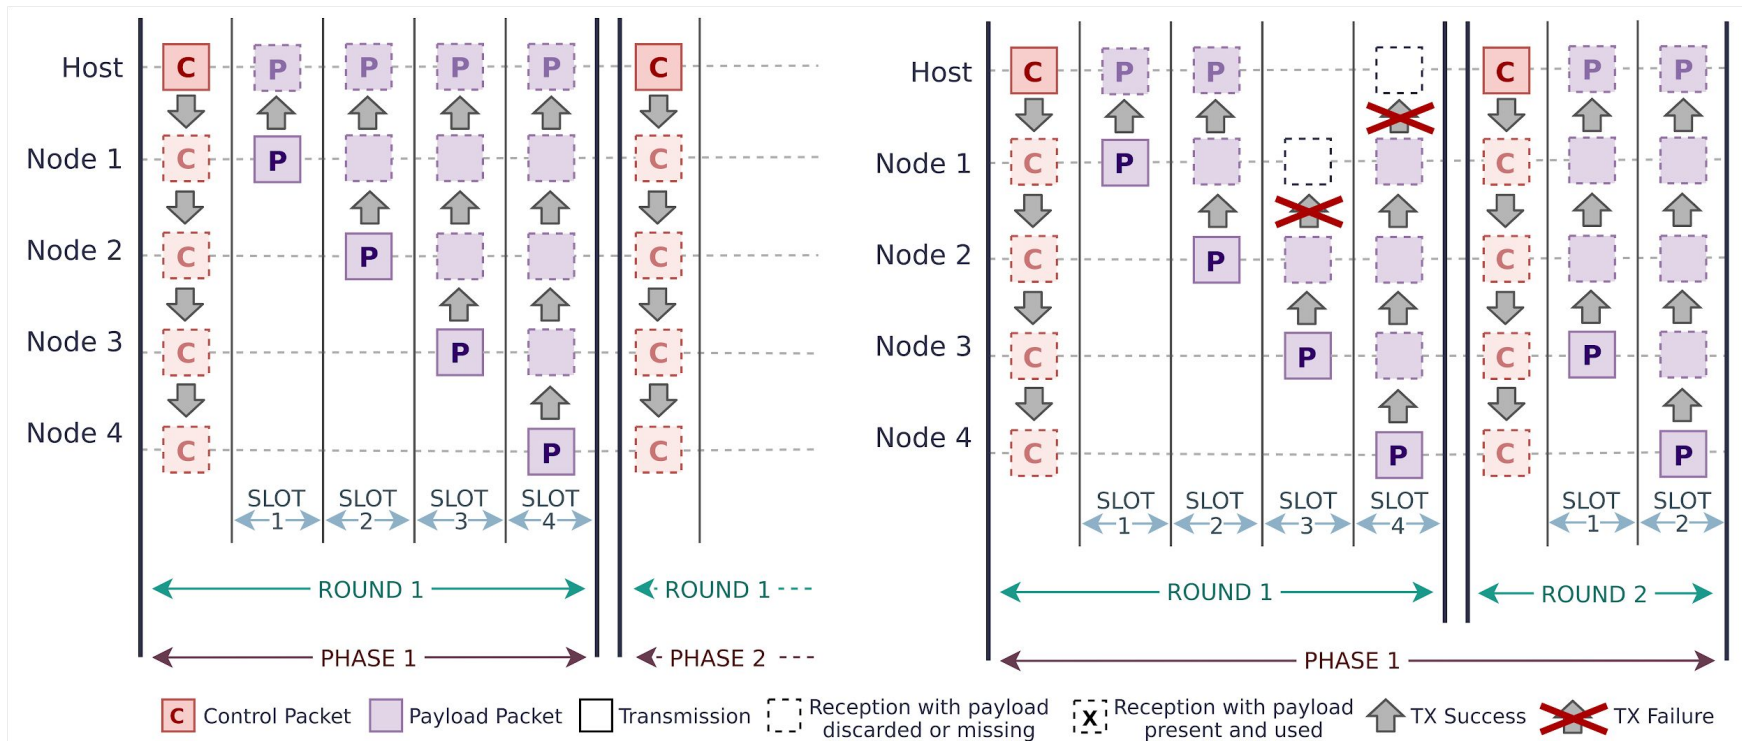 Host C P P P P C
Node 1 C P C
Node 2 C P C
Node 3 C P C
Node 4 C P C
SLOT 1 SLOT 2 SLOT 3 SLOT 4
ROUND 1 ROUND 1
PHASE 1 PHASE 2
Host C P P C P P
Node 1 C P C
Node 2 C P C
Node 3 C P C P
Node 4 C P C P
SLOT 1 SLOT 2 SLOT 3 SLOT 4 SLOT 1 SLOT 2
ROUND 1 ROUND 2
PHASE 1
C Control Packet
Payload Packet
Transmission
Reception with payload
discarded or missing
X Reception with payload
present and used
TX Success
TX Failure